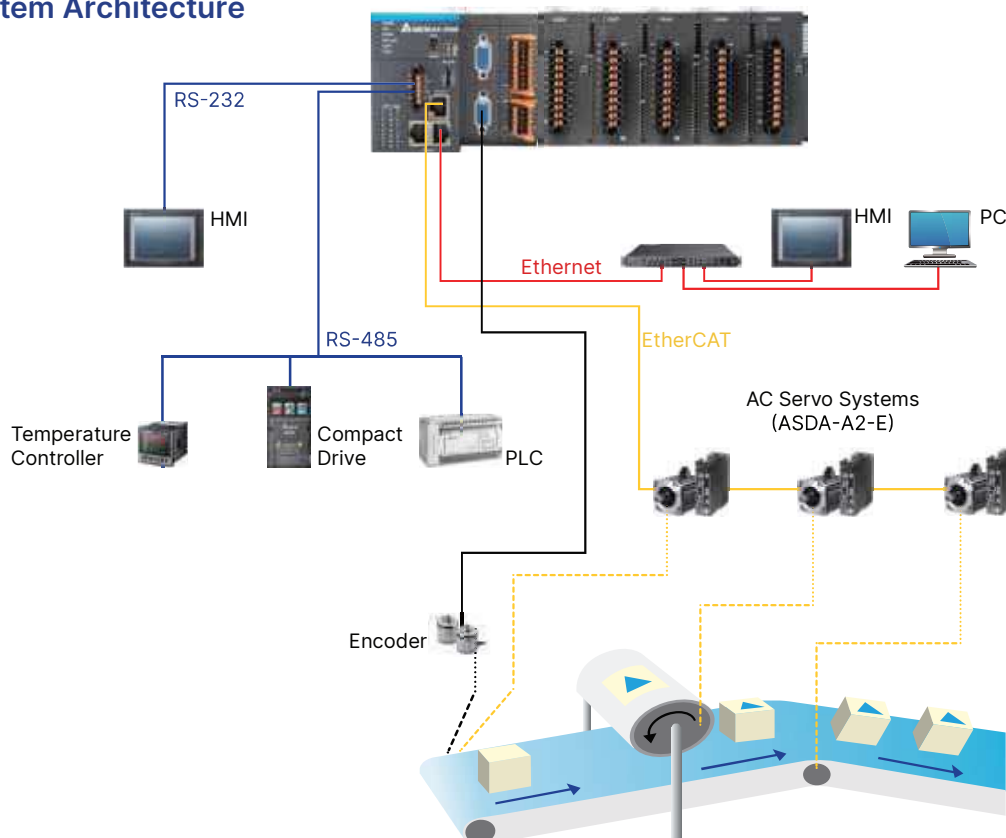 tem Architecture
RS-232
HMI
HMI
PC
Ethernet
RS-485
EtherCAT
AC Servo Systems
(ASDA-A2-E)
Temperature
Controller
Compact
Drive
PLC
Encoder